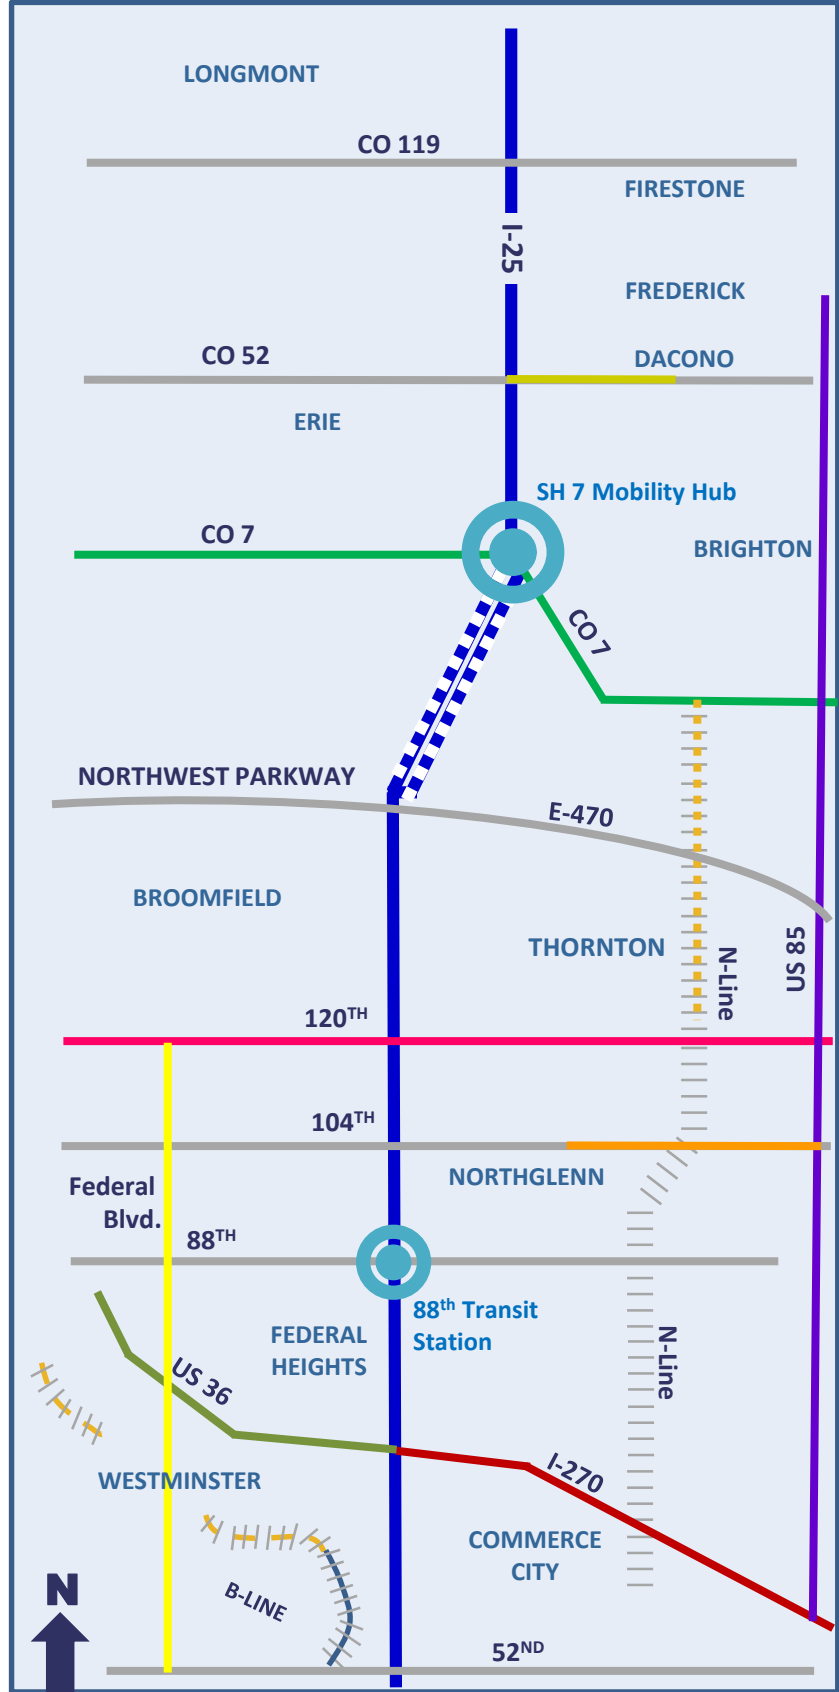 LONGMONT
CO 119
FIRESTONE
I-25
FREDERICK
CO 52
DACONO
ERIE
SH 7 Mobility Hub
CO 7
BRIGHTON
CO 7
NORTHWEST PARKWAY
E-470
BROOMFIELD
THORNTON
N-Line
US 85
120TH
104TH
NORTHGLENN
Federal
Blvd.
88TH
88th Transit
Station
FEDERAL
HEIGHTS
US 36
N-Line
WESTMINSTER
I-270
COMMERCE
CITY
B-LINE
N
52ND